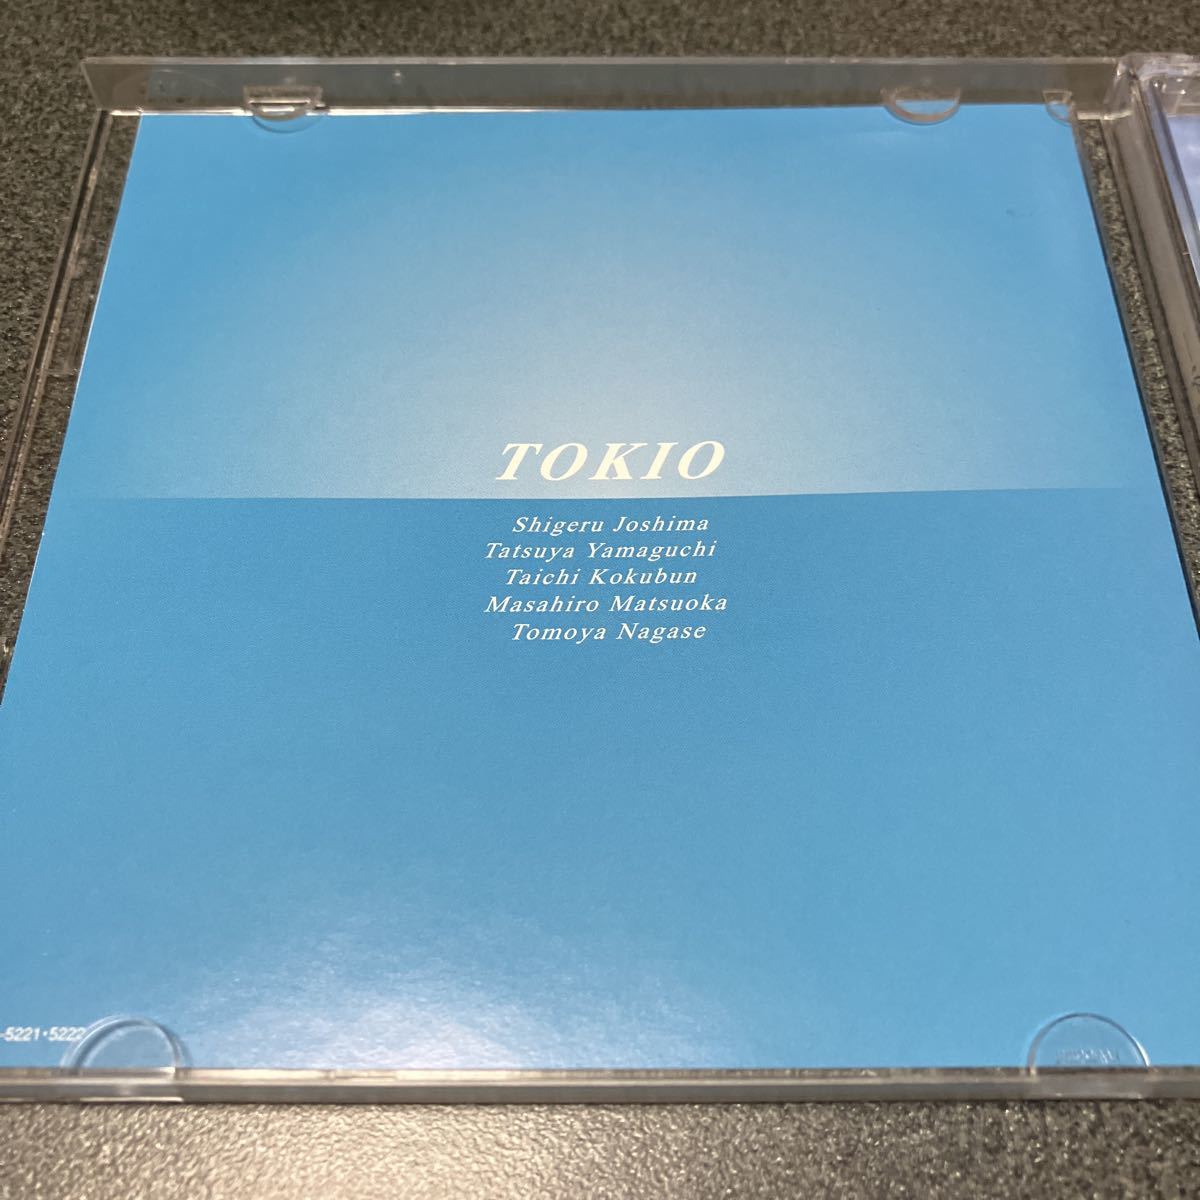 TOKIO
Shigeru Joshima
Tatsuya Yamaguchi
Taichi Kokubun
Masahiro Matsuoka
Tomoya Nagase
-5221・5222